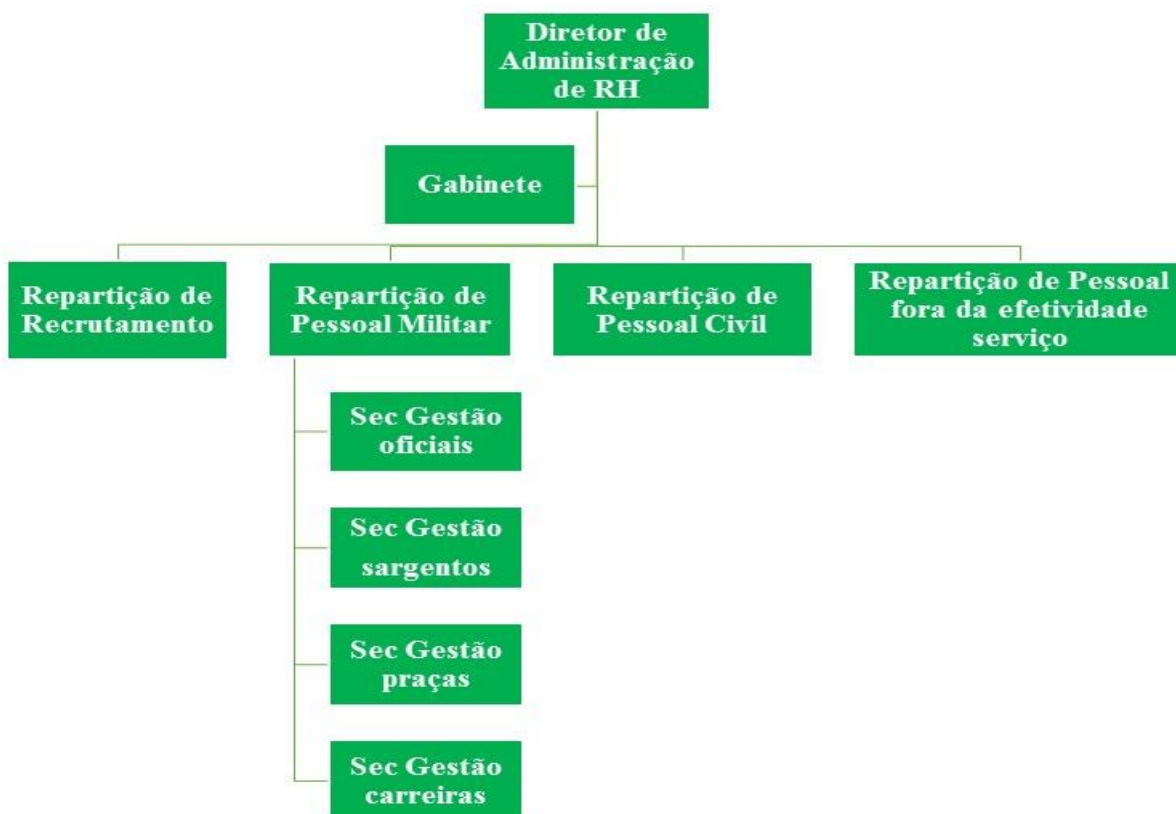 Diretor de
Administração
de RH
Gabinete
Repartição de
Recrutamento
Repartição de
Pessoal Militar
Repartição de
Pessoal Civil
Repartição de Pessoal
fora da efetividade
serviço
Sec Gestão
oficiais
Sec Gestão
sargentos
Sec Gestão
praças
Sec Gestão
carreiras